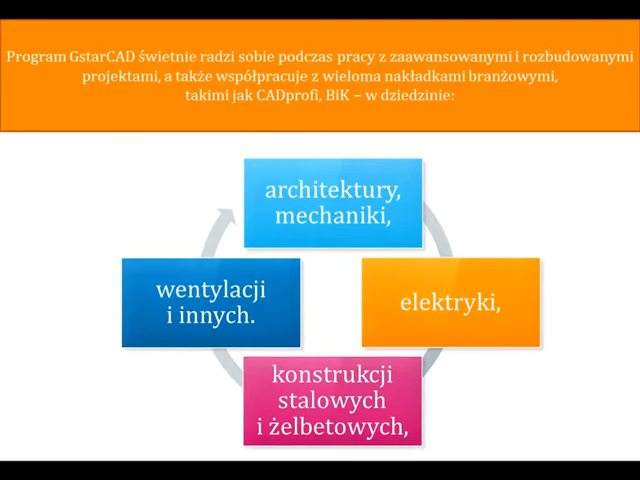 Program GstarCAD świetnie radzi sobie podczas pracy z zaawansowanymi i rozbudowanymi
projektami, a także współpracuje z wieloma nakładkami branżowymi,
takimi jak CADprofi, BiK – w dziedzinie:
architektury,
mechaniki,
elektryki,
konstrukcji
stalowych
i żelbetowych,
wentylacji
i innych.